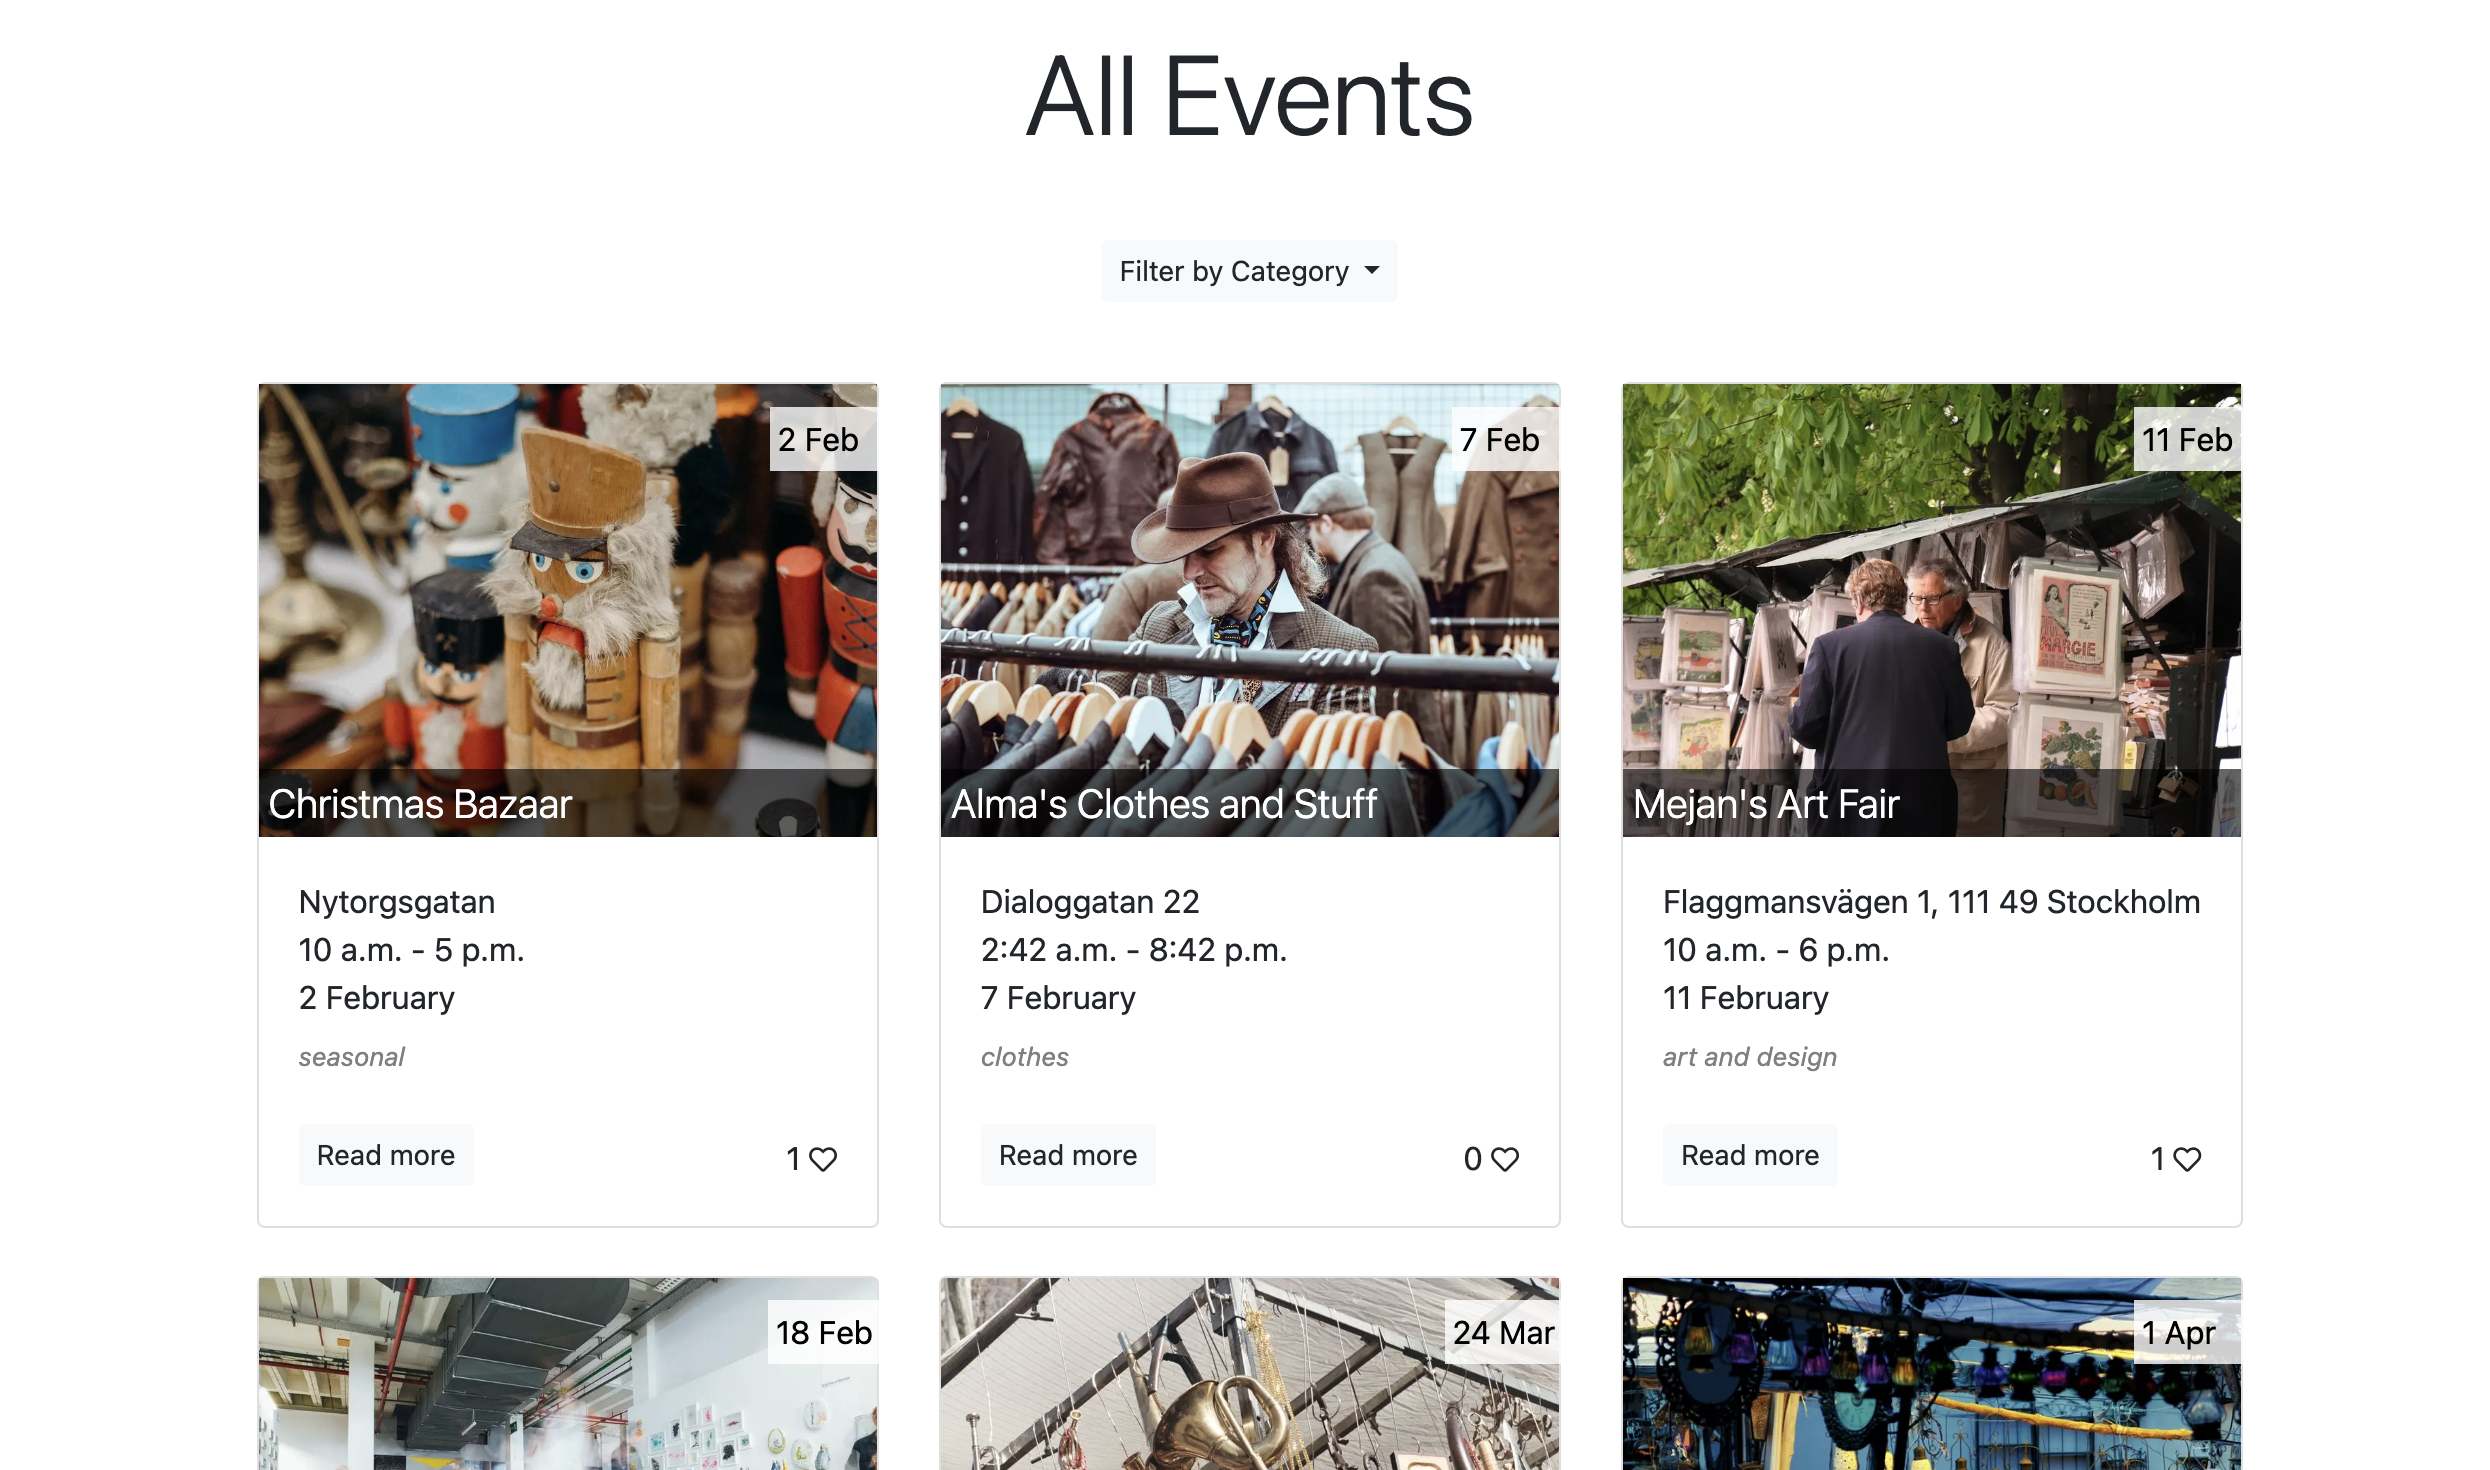 All Events
Filter by Category
2 Feb
Christmas Bazaar
Nytorgsgatan
10 a.m. - 5 p.m.
2 February
seasonal
Read more
1
7 Feb
Alma's Clothes and Stuff
Dialoggatan 22
2:42 a.m. - 8:42 p.m.
7 February
clothes
Read more
0
11 Feb
MARGIE
Mejan's Art Fair
Flaggmansvägen 1, 111 49 Stockholm
10 a.m. - 6 p.m.
11 February
art and design
Read more
1
18 Feb
24 Mar
1 Apr